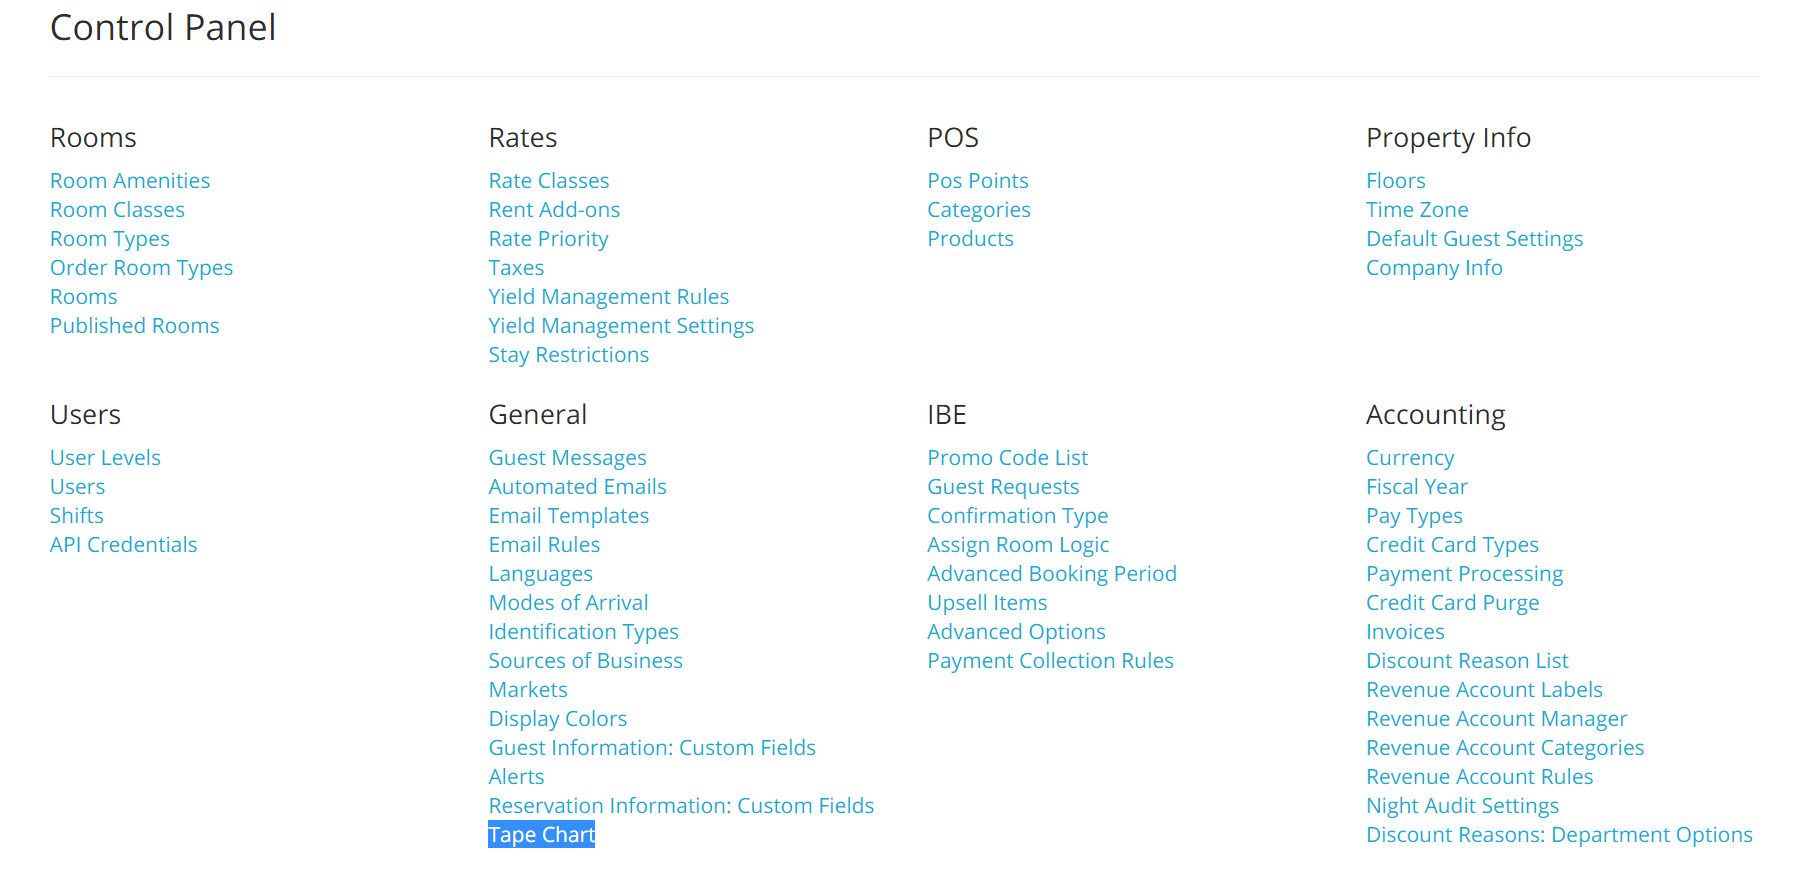 Control Panel
Rooms
Room Amenities
Room Classes
Room Types
Order Room Types
Rooms
Published Rooms
Rates
Rate Classes
Rent Add-ons
Rate Priority
Taxes
Yield Management Rules
Yield Management Settings
Stay Restrictions
POS
Pos Points
Categories
Products
Property Info
Floors
Time Zone
Default Guest Settings
Company Info
Users
User Levels
Users
Shifts
API Credentials
General
Guest Messages
Automated Emails
Email Templates
Email Rules
Languages
Modes of Arrival
Identification Types
Sources of Business
Markets
Display Colors
Guest Information: Custom Fields
Alerts
Reservation Information: Custom Fields
Tape Chart
IBE
Promo Code List
Guest Requests
Confirmation Type
Assign Room Logic
Advanced Booking Period
Upsell Items
Advanced Options
Payment Collection Rules
Accounting
Currency
Fiscal Year
Pay Types
Credit Card Types
Payment Processing
Credit Card Purge
Invoices
Discount Reason List
Revenue Account Labels
Revenue Account Manager
Revenue Account Categories
Revenue Account Rules
Night Audit Settings
Discount Reasons: Department Options